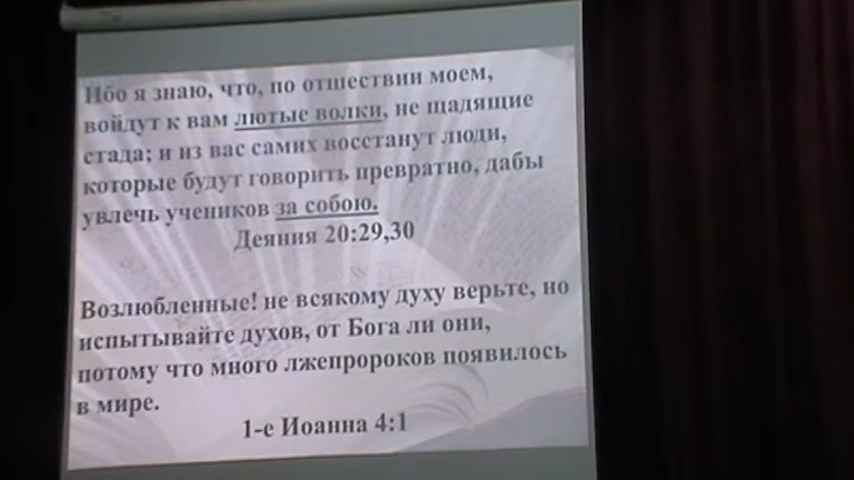 Ибо я знаю, что, по отшествии моем,
войдут к вам лютые волки, не щадящие
стада; и из вас самих восстанут люди,
которые будут говорить превратно, дабы
увлечь учеников за собою.
Деяния 20:29,30
Возлюбленные! не всякому духу верьте, но
испытывайте духов, от Бога ли они,
потому что много лжепророков появилось
в мире.
1-е Иоанна 4:1